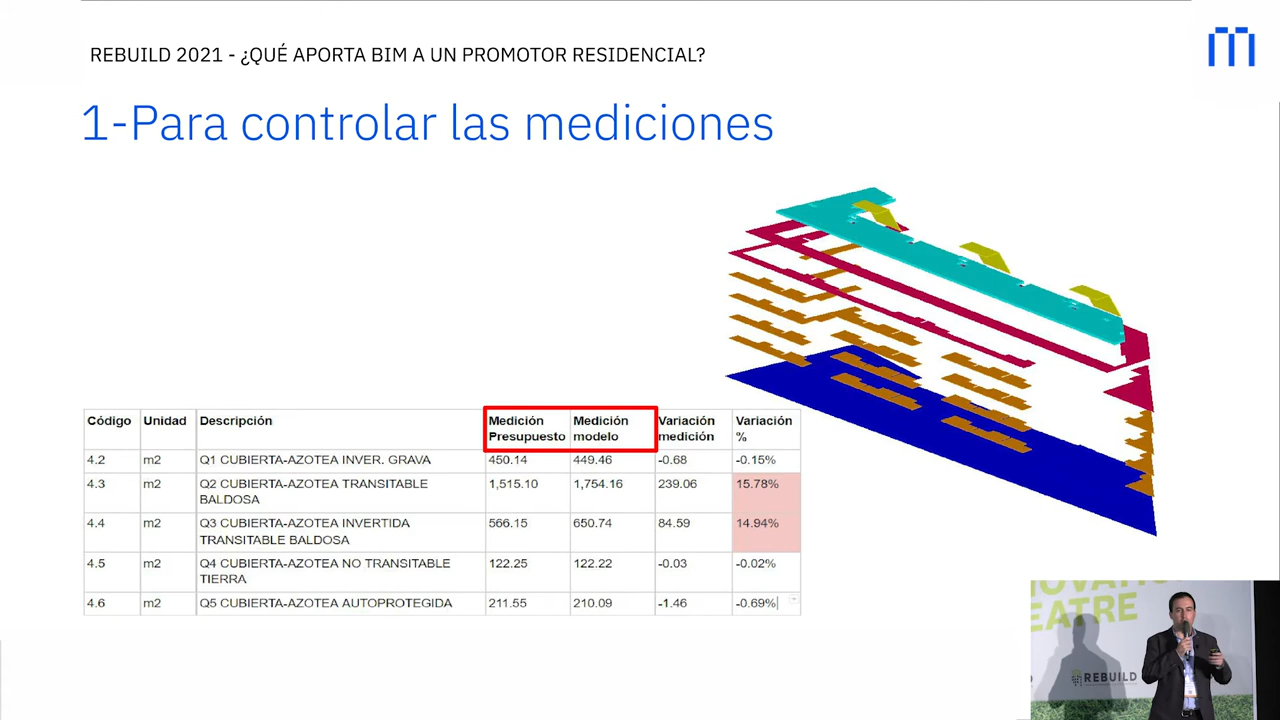 REBUILD 2021 - ¿QUÉ APORTA BIM A UN PROMOTOR RESIDENCIAL?
1-Para controlar las mediciones
Código Unidad Descripción Medición Presupuesto Medición modelo Variación medición Variación %
4.2 m2 Q1 CUBIERTA-AZOTEA INVER. GRAVA 450.14 449.46 -0.68 -0.15%
4.3 m2 Q2 CUBIERTA-AZOTEA TRANSITABLE BALDOSA 1,515.10 1,754.16 239.06 15.78%
4.4 m2 Q3 CUBIERTA-AZOTEA INVERTIDA TRANSITABLE BALDOSA 566.15 650.74 84.59 14.94%
4.5 m2 Q4 CUBIERTA-AZOTEA NO TRANSITABLE TIERRA 122.25 122.22 -0.03 -0.02%
4.6 m2 Q5 CUBIERTA-AZOTEA AUTOPROTEGIDA 211.55 210.09 -1.46 -0.69%
REBUILD